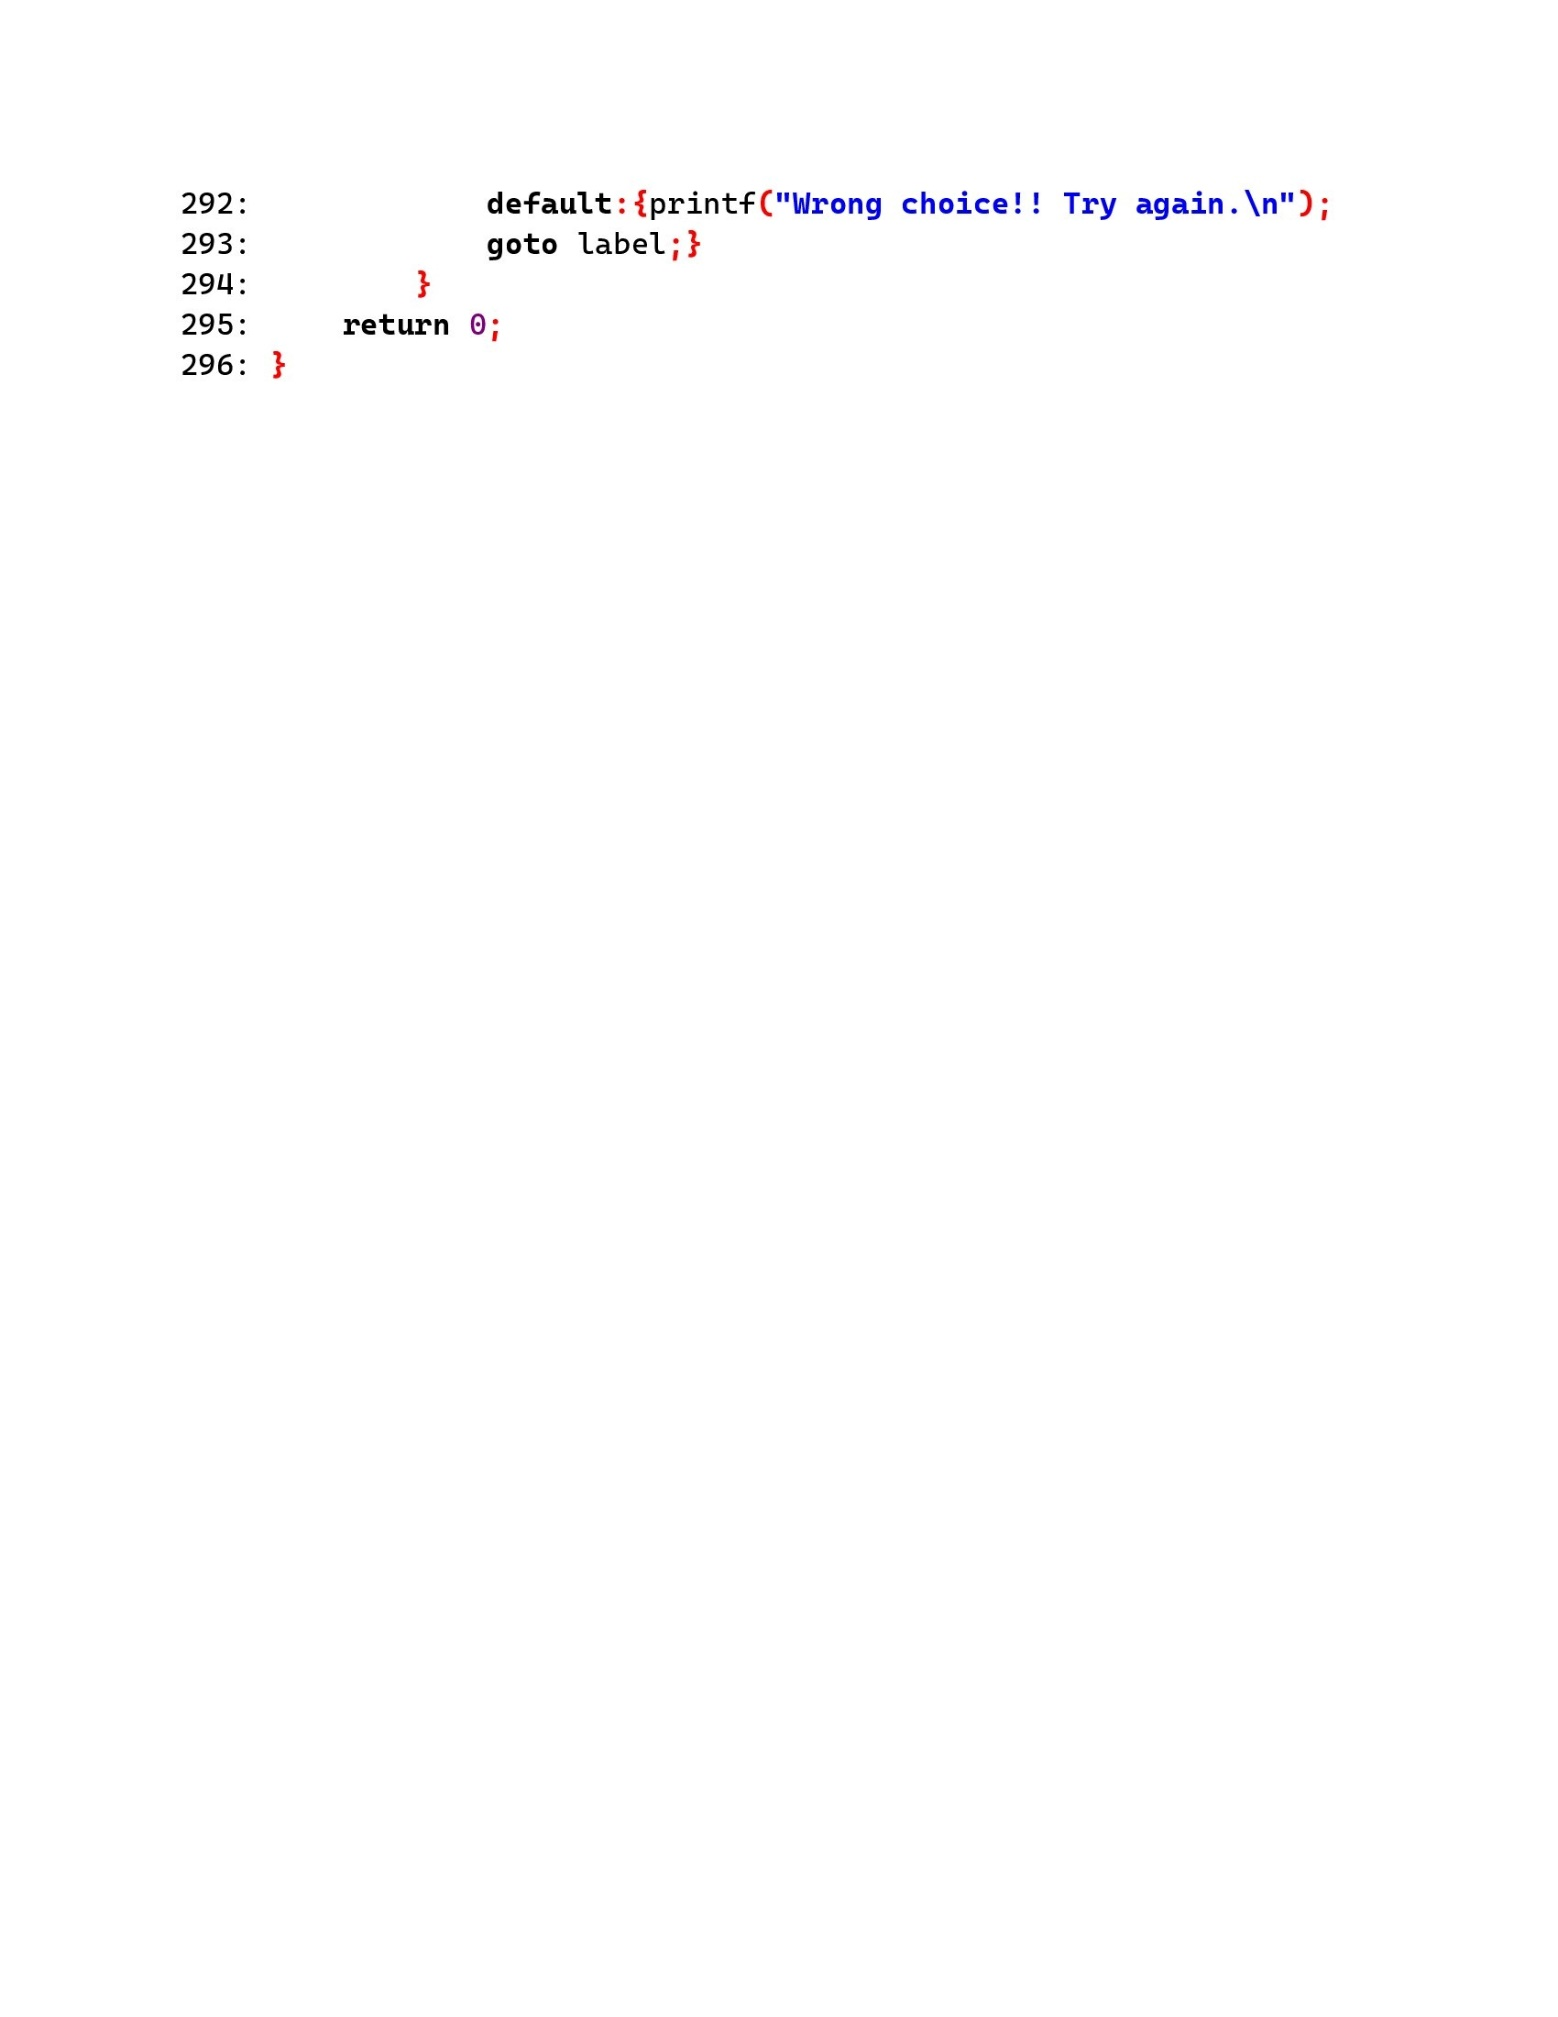 292:             default:{printf("Wrong choice!! Try again.\n");
293:             goto label;}
294:         }
295:     return 0;
296: }